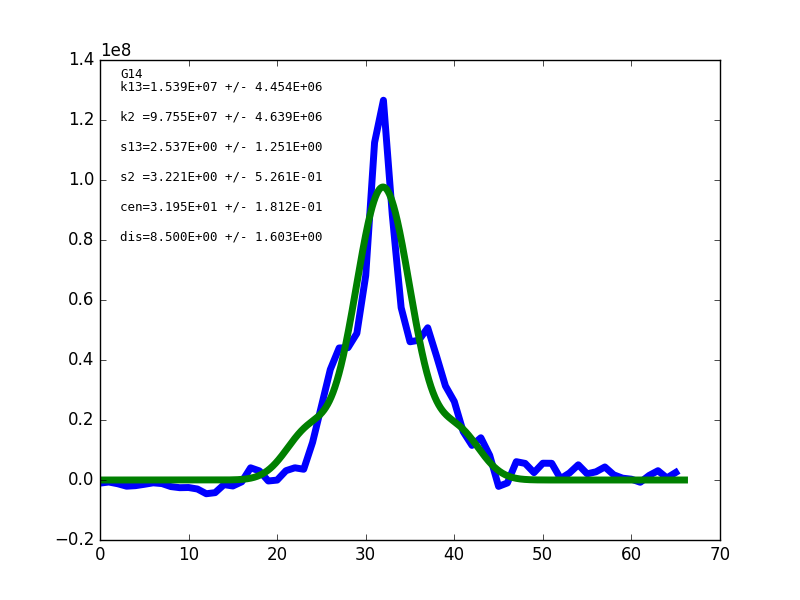 1e8
G14
k13=1.539E+07 +/- 4.454E+06
k2 =9.755E+07 +/- 4.639E+06
s13=2.537E+00 +/- 1.251E+00
s2 =3.221E+00 +/- 5.261E-01
cen=3.195E+01 +/- 1.812E-01
dis=8.500E+00 +/- 1.603E+00
1.4
1.2
1.0
0.8
0.6
0.4
0.2
0.0
−0.2
0 10 20 30 40 50 60 70